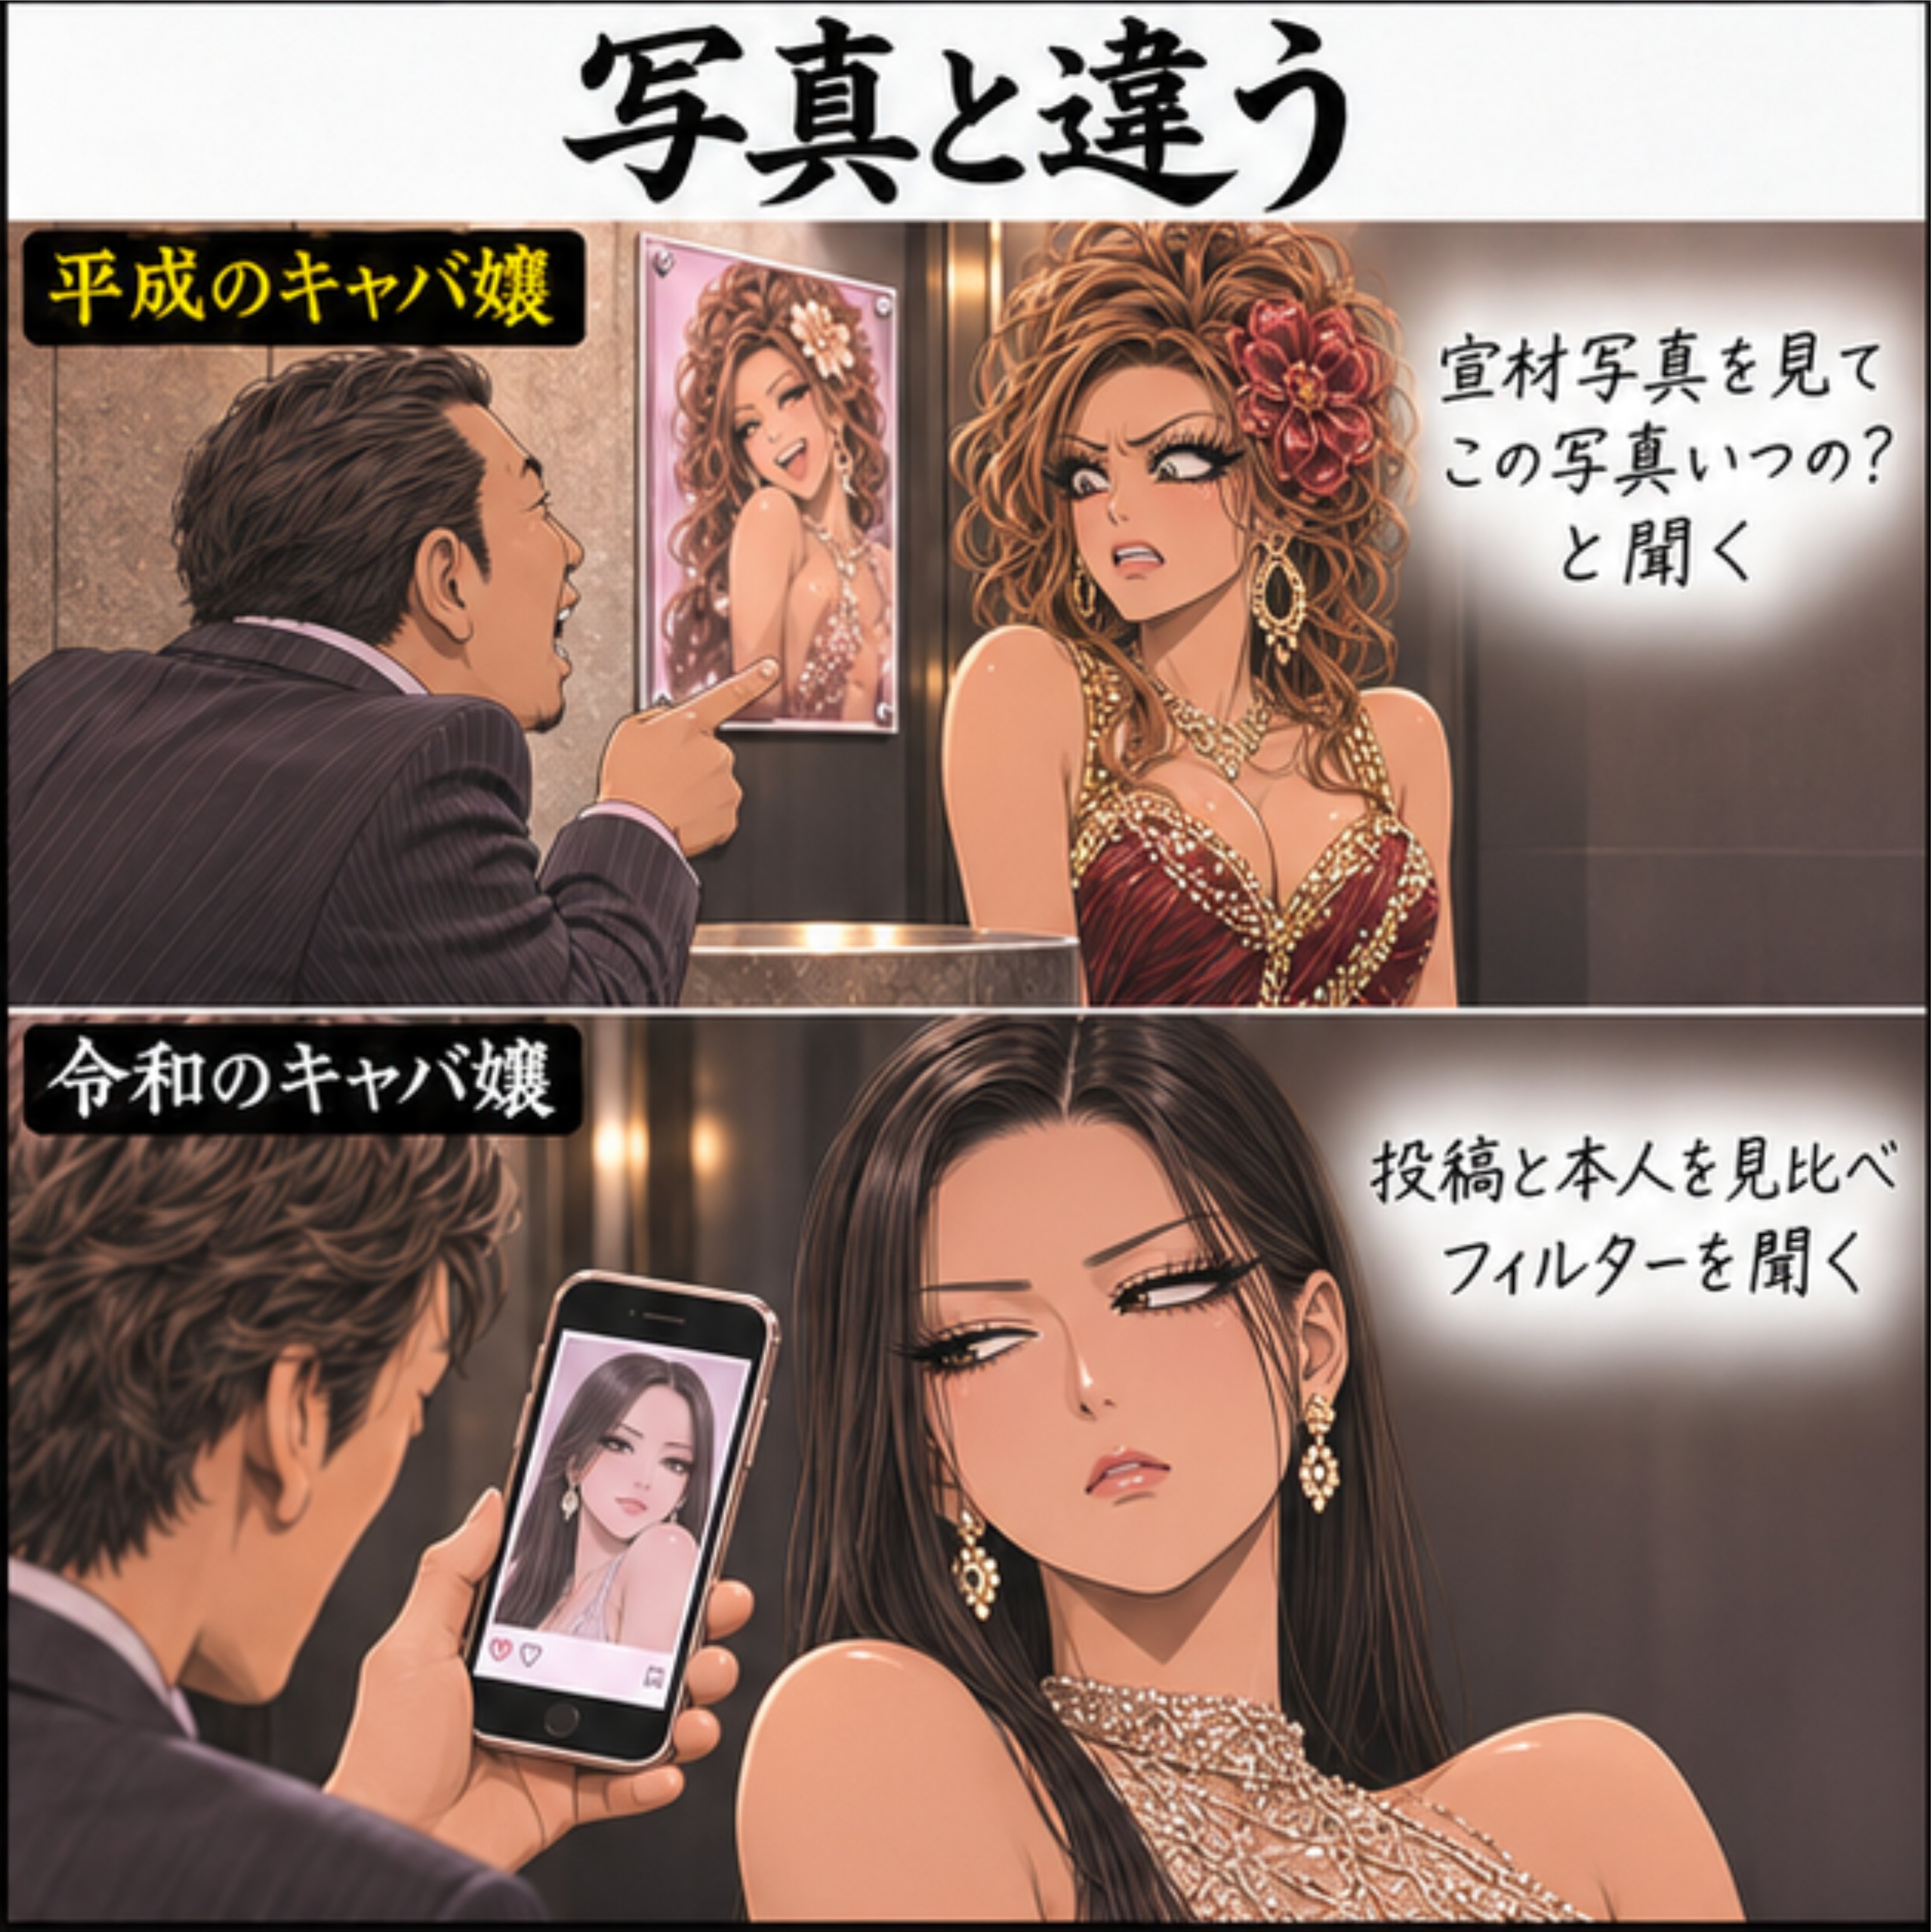 写真と違う
平成のキャバ嬢
宣材写真を見て
この写真いつの?
と聞く
令和のキャバ嬢
投稿と本人を見比べ
フィルターを聞く